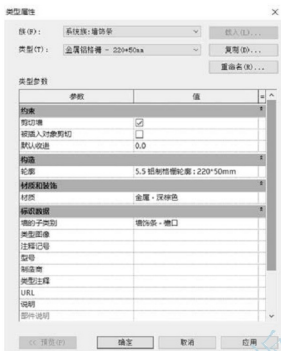 类型属性 ×
族(F): 系统族:墙饰条 载入(L)...
类型(T): 金属铝格栅 - 220*50mm 复制(D)...
重命名(R)...
类型参数
参数 值 =
约束
剪切墙
被插入对象剪切
默认收进 0.0
构造
轮廓 5.5 铝制格栅轮廓:220*50mm
材质和装饰
材质 金属 - 深棕色
标识数据
墙的子类别 墙饰条 - 檐口
类型图像
注释记号
型号
制造商
类型注释
URL
说明
部件说明
<< 预览(P) 确定 取消 应用